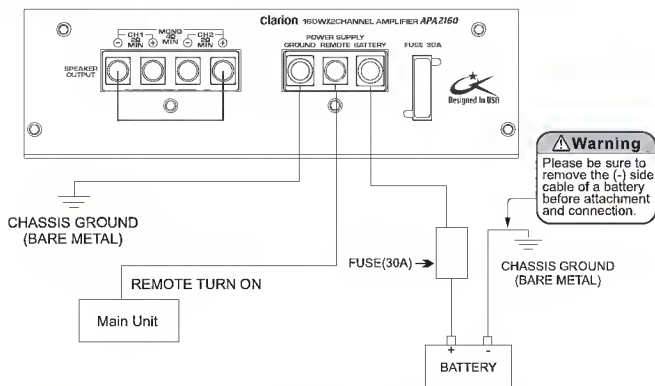 Clarion 160WX2CHANNEL AMPLIFIER APA2160
MONO
4Ω
MIN
CH1
2Ω
MIN
CH2
2Ω
MIN
- + - +
SPEAKER
OUTPUT
POWER SUPPLY
GROUND REMOTE BATTERY
FUSE 30A
Designed In USA
⚠Warning
Please be sure to
remove the (-) side
cable of a battery
before attachment
and connection.
CHASSIS GROUND
(BARE METAL)
REMOTE TURN ON
Main Unit
FUSE(30A)
CHASSIS GROUND
(BARE METAL)
+ -
BATTERY